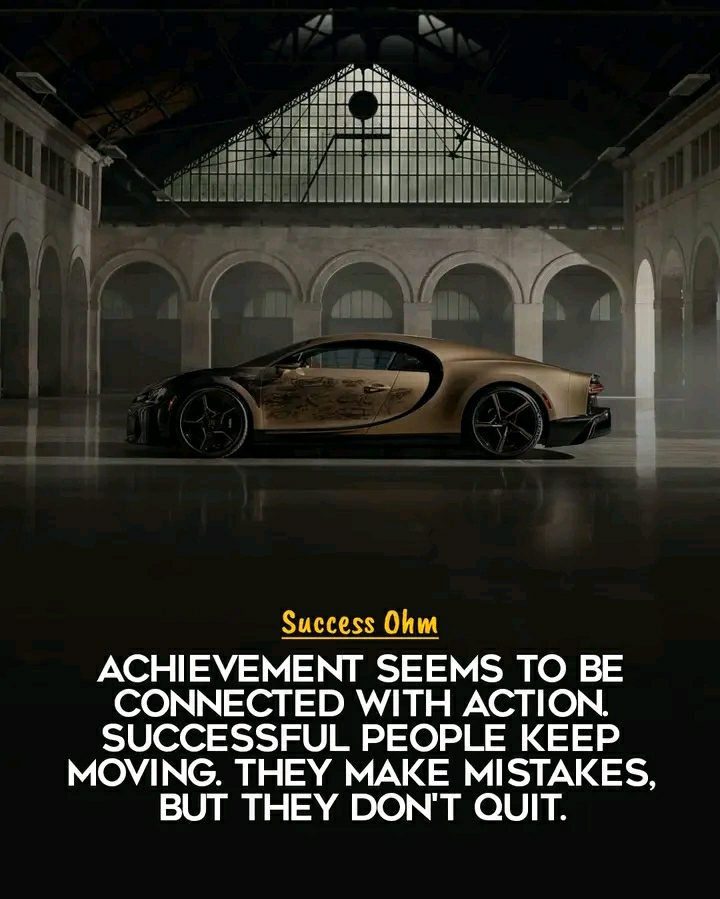 Success Ohm
ACHIEVEMENT SEEMS TO BE
CONNECTED WITH ACTION.
SUCCESSFUL PEOPLE KEEP
MOVING. THEY MAKE MISTAKES,
BUT THEY DON'T QUIT.